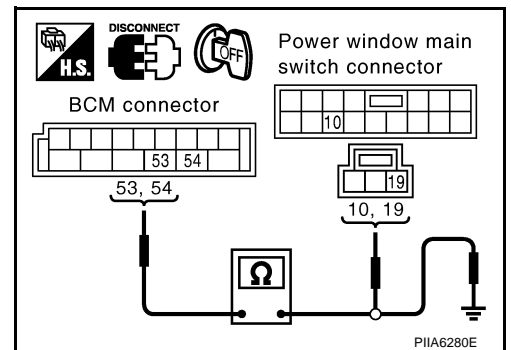 DISCONNECT
H.S.
OFF
Power window main
switch connector
BCM connector
10
53 54
19
53, 54
10, 19
Ω
PIIA6280E